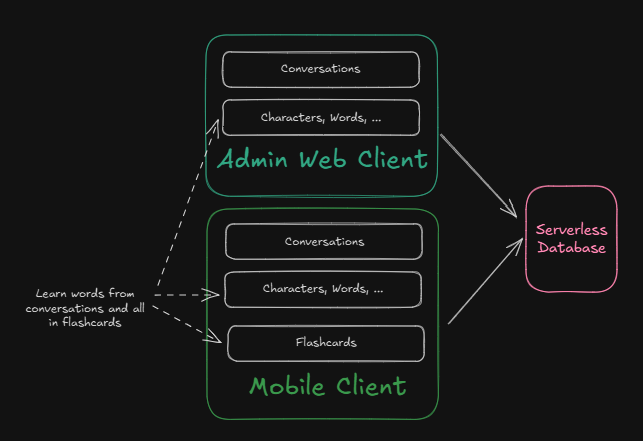 Conversations
Characters, Words, ...
Admin Web Client
Serverless
Database
Conversations
Characters, Words, ...
Learn words from
conversations and all
in flashcards
Flashcards
Mobile Client